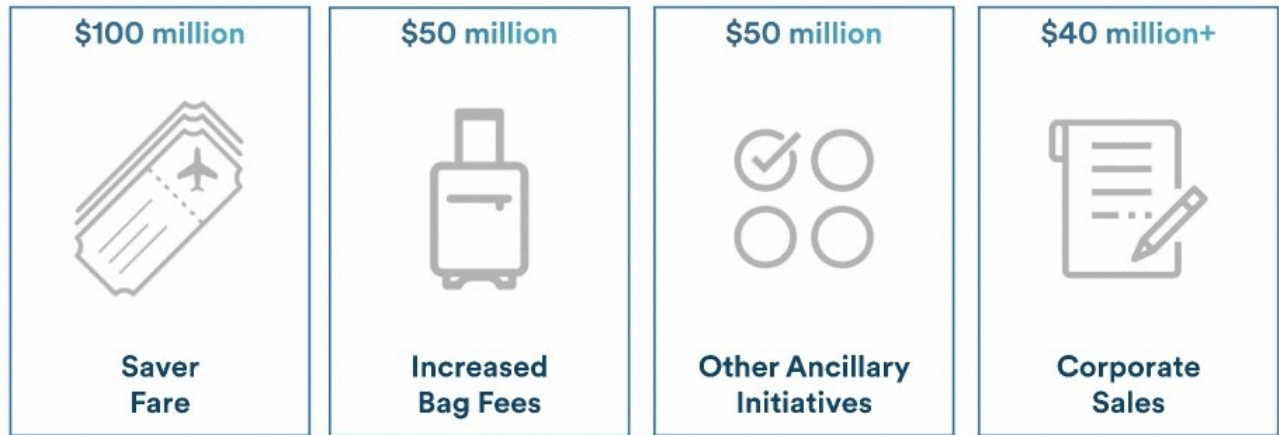 $100 million
Saver
Fare
$50 million
Increased
Bag Fees
$50 million
Other Ancillary
Initiatives
$40 million+
Corporate
Sales